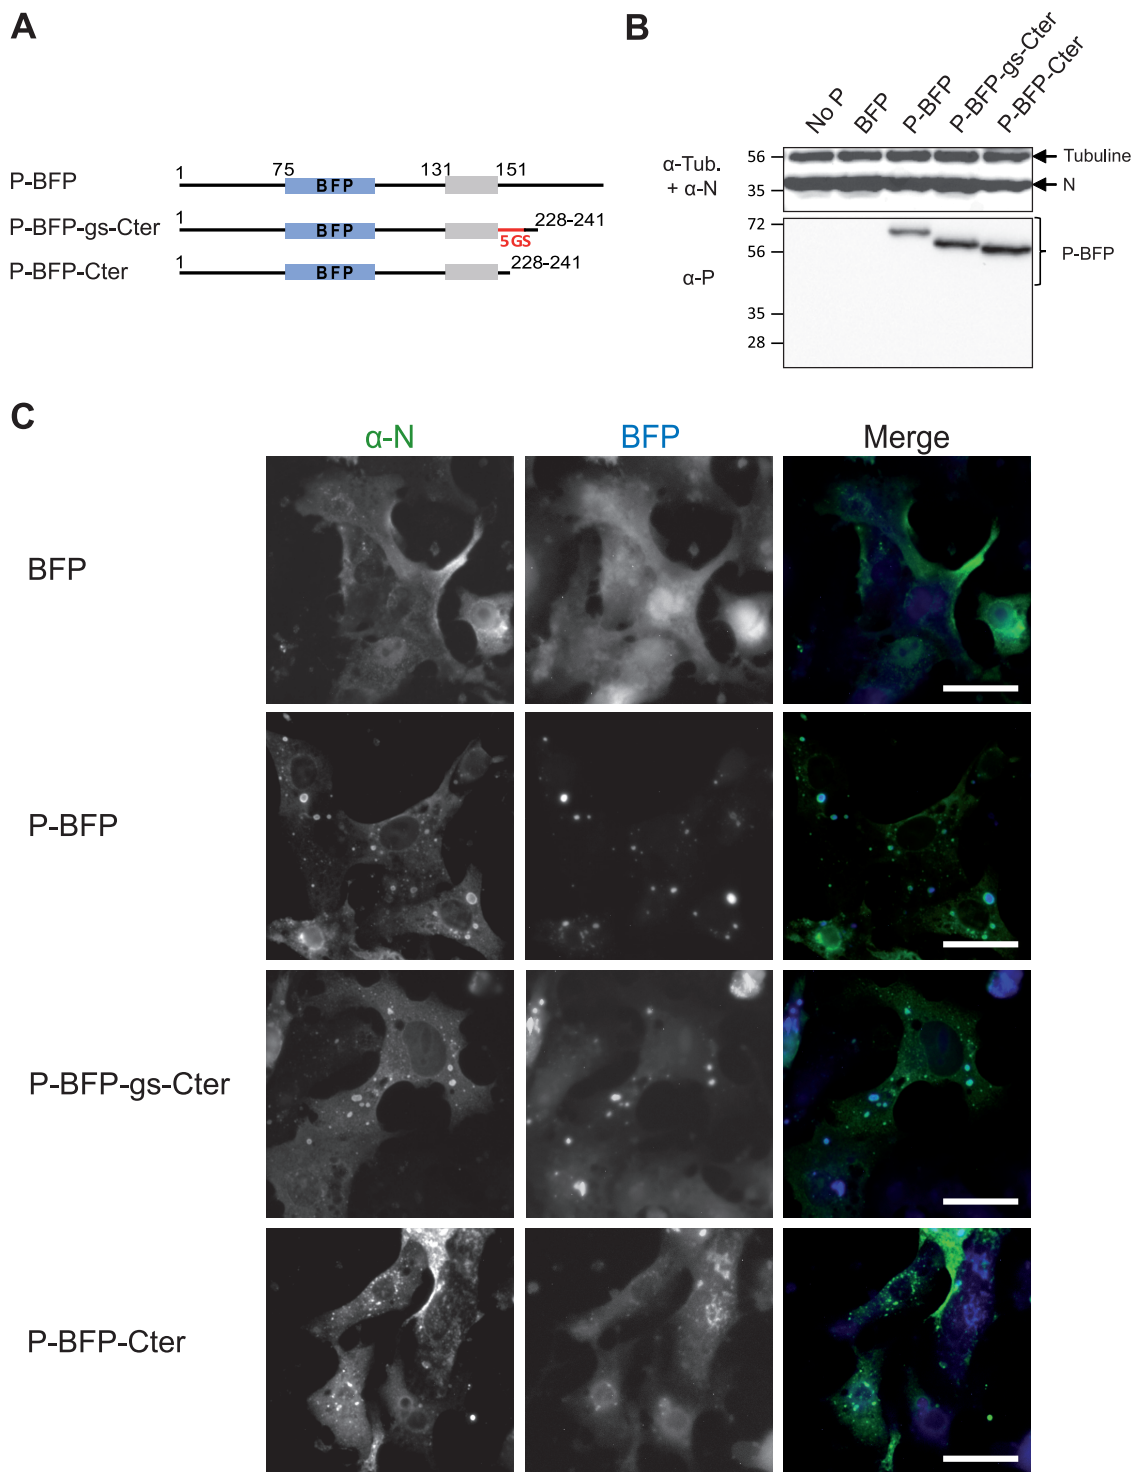 A
P-BFP
1
75
BFP
131
151
P-BFP-gs-Cter
1
BFP
5GS
228-241
P-BFP-Cter
1
BFP
228-241
B
No P
BFP
P-BFP
P-BFP-gs-Cter
P-BFP-Cter
α-Tub.
+ α-N
56
35
Tubuline
N
α-P
72
56
35
28
P-BFP
C
α-N
BFP
Merge
BFP
P-BFP
P-BFP-gs-Cter
P-BFP-Cter